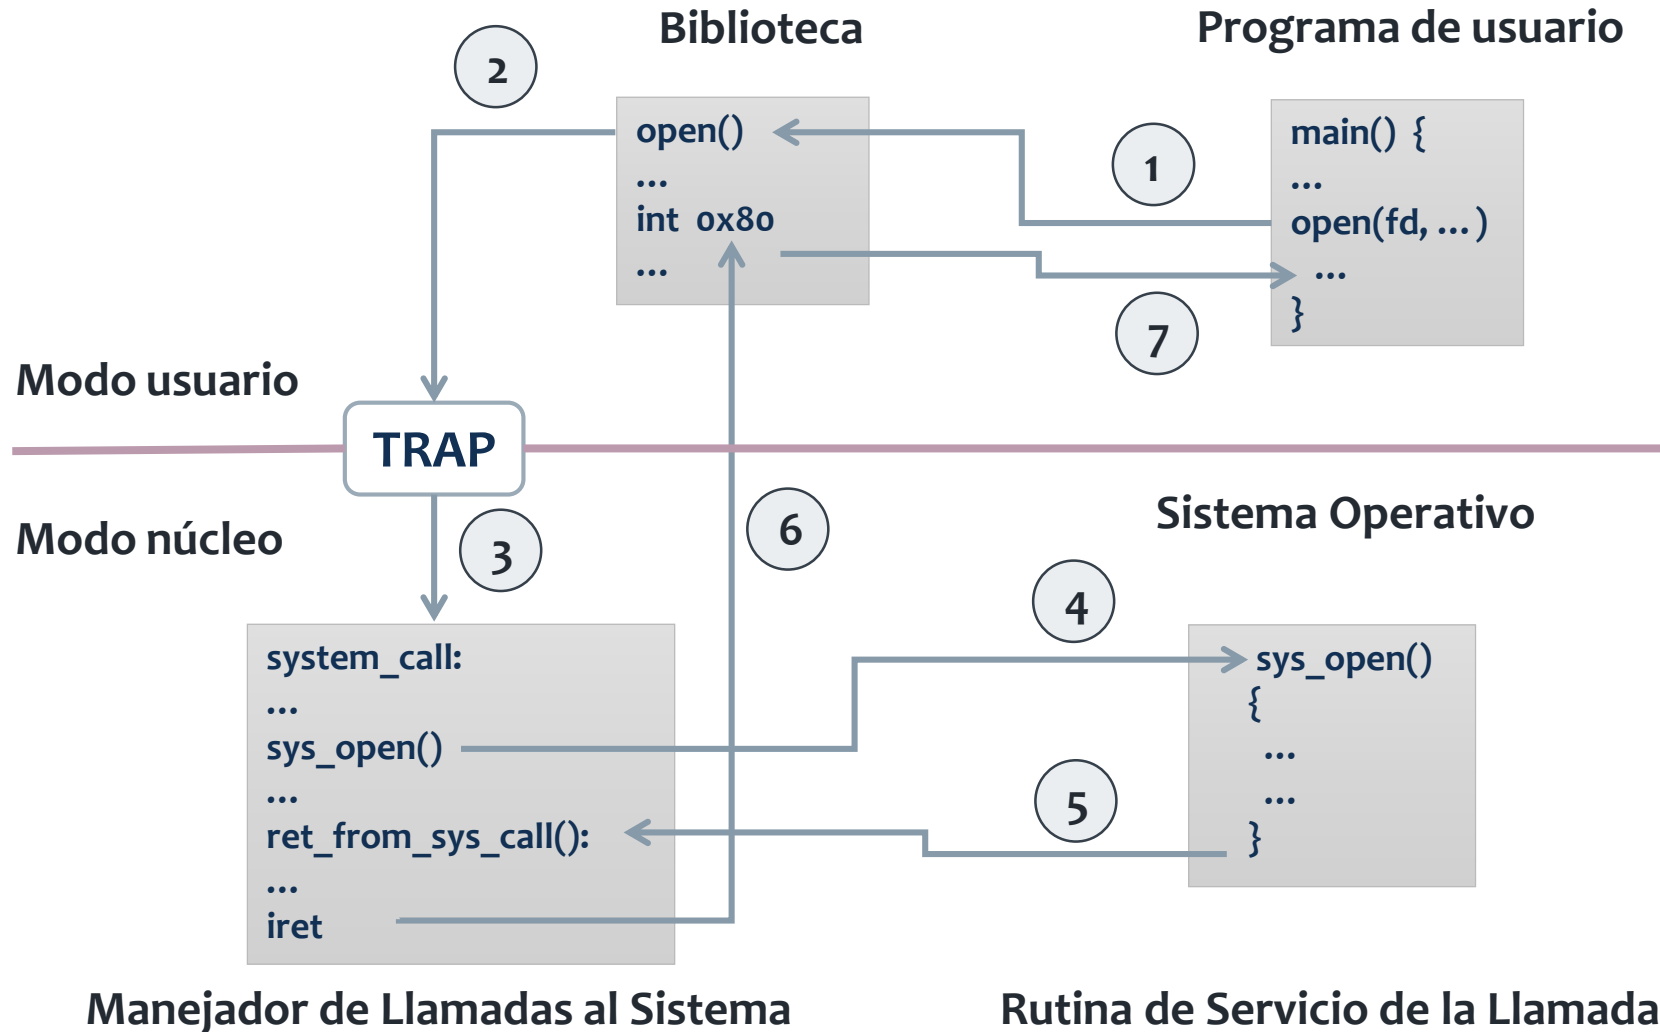 Biblioteca
Programa de usuario
2
open()
...
int 0x80
...
1
main() {
...
open(fd, ... )
...
}
7
Modo usuario
TRAP
Modo núcleo
3
6
Sistema Operativo
4
system_call:
...
sys_open()
...
ret_from_sys_call():
...
iret
sys_open()
{
...
...
}
5
Manejador de Llamadas al Sistema
Rutina de Servicio de la Llamada